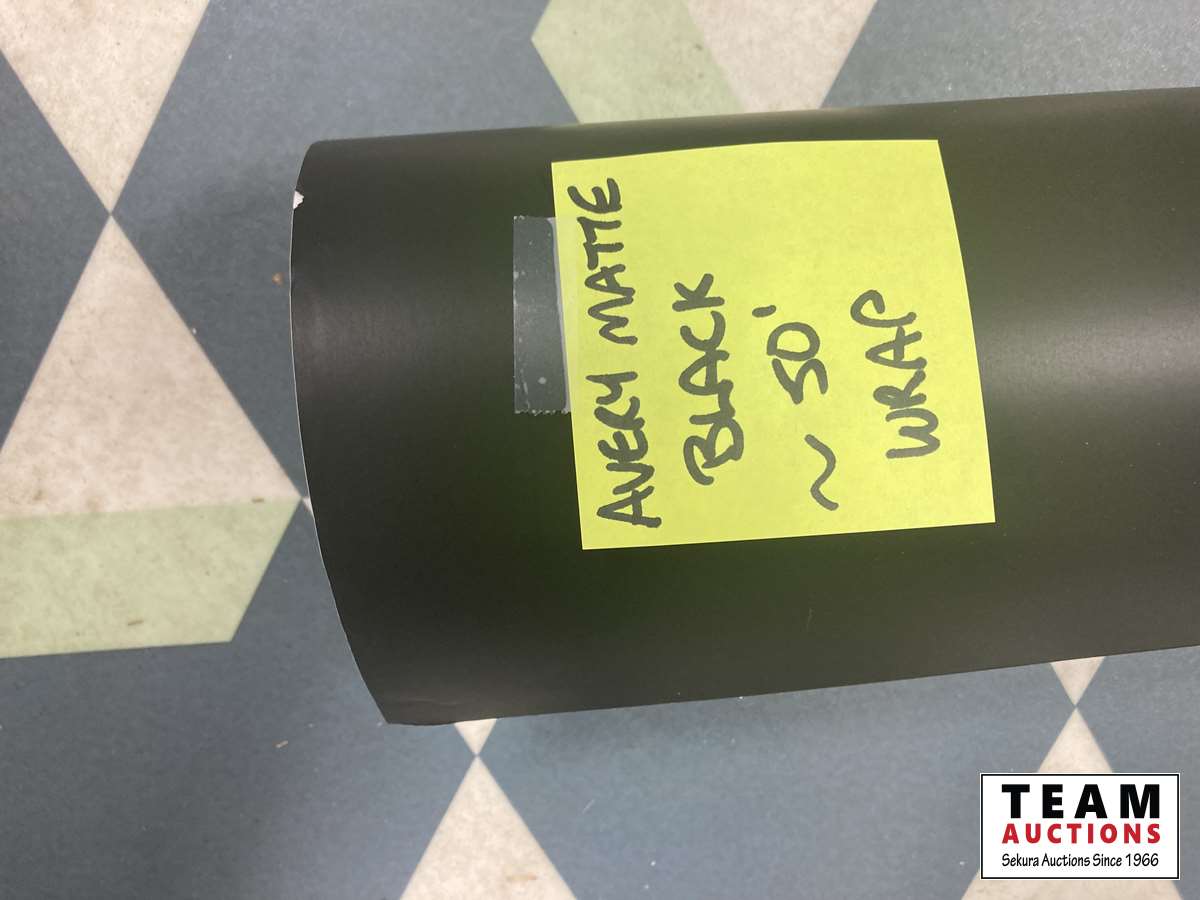 AVERY MATTE
BLACK
~ 50'
WRAP
TEAM
AUCTIONS
Sekura Auctions Since 1966